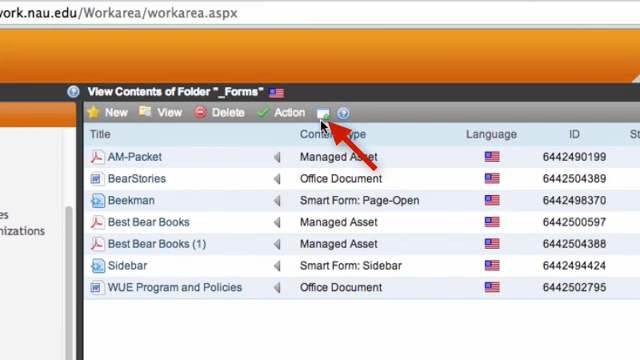 work.nau.edu/Workarea/workarea.aspx
View Contents of Folder "_Forms"
New View Delete Action
Title Content Type Language ID
AM-Packet Managed Asset 6442490199
BearStories Office Document 6442504389
Beekman Smart Form: Page-Open 6442498370
es Best Bear Books Managed Asset 6442500597
nizations Best Bear Books (1) Managed Asset 6442504388
Sidebar Smart Form: Sidebar 6442494424
WUE Program and Policies Office Document 6442502795